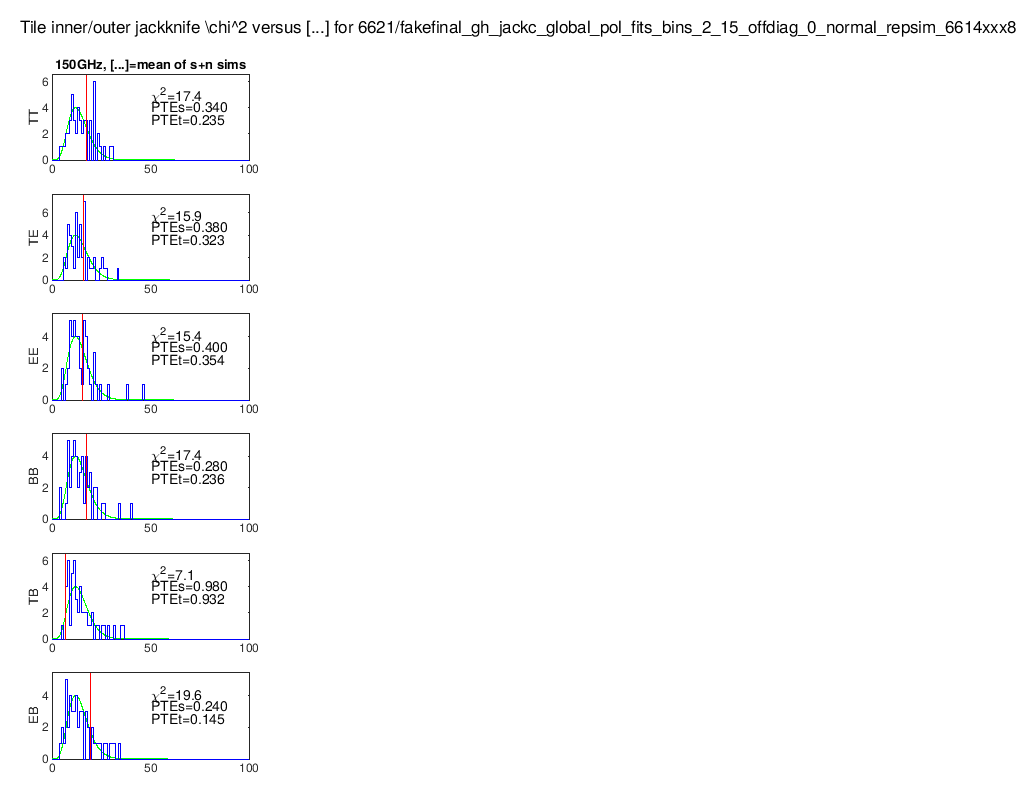 Tile inner/outer jackknife \chi^2 versus [...] for 6621/fakefinal_gh_jackc_global_pol_fits_bins_2_15_offdiag_0_normal_repsim_6614xxx8
150GHz, [...]=mean of s+n sims
TT
6
4
2
0
χ2=17.4
PTEs=0.340
PTEt=0.235
0 50 100
TE
6
4
2
0
χ2=15.9
PTEs=0.380
PTEt=0.323
0 50 100
EE
4
2
0
χ2=15.4
PTEs=0.400
PTEt=0.354
0 50 100
BB
4
2
0
χ2=17.4
PTEs=0.280
PTEt=0.236
0 50 100
TB
6
4
2
0
χ2=7.1
PTEs=0.980
PTEt=0.932
0 50 100
EB
4
2
0
χ2=19.6
PTEs=0.240
PTEt=0.145
0 50 100